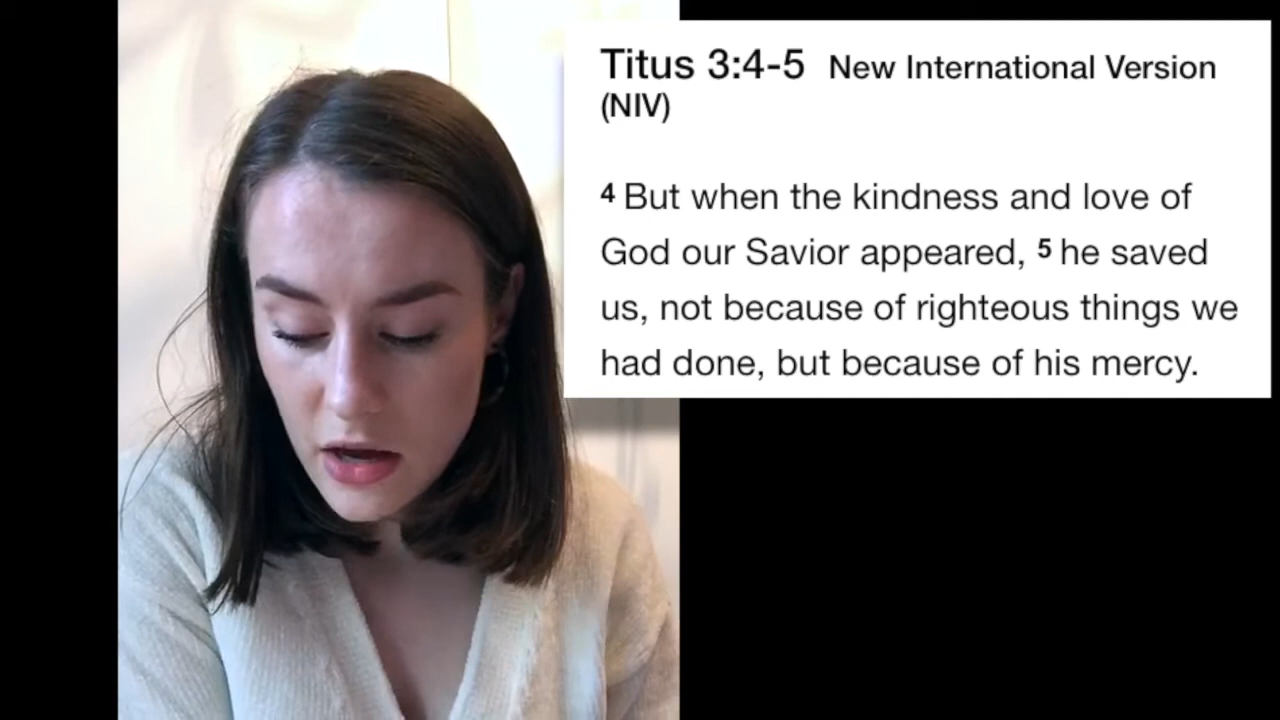 Titus 3:4-5 New International Version
(NIV)
4 But when the kindness and love of
God our Savior appeared, 5 he saved
us, not because of righteous things we
had done, but because of his mercy.